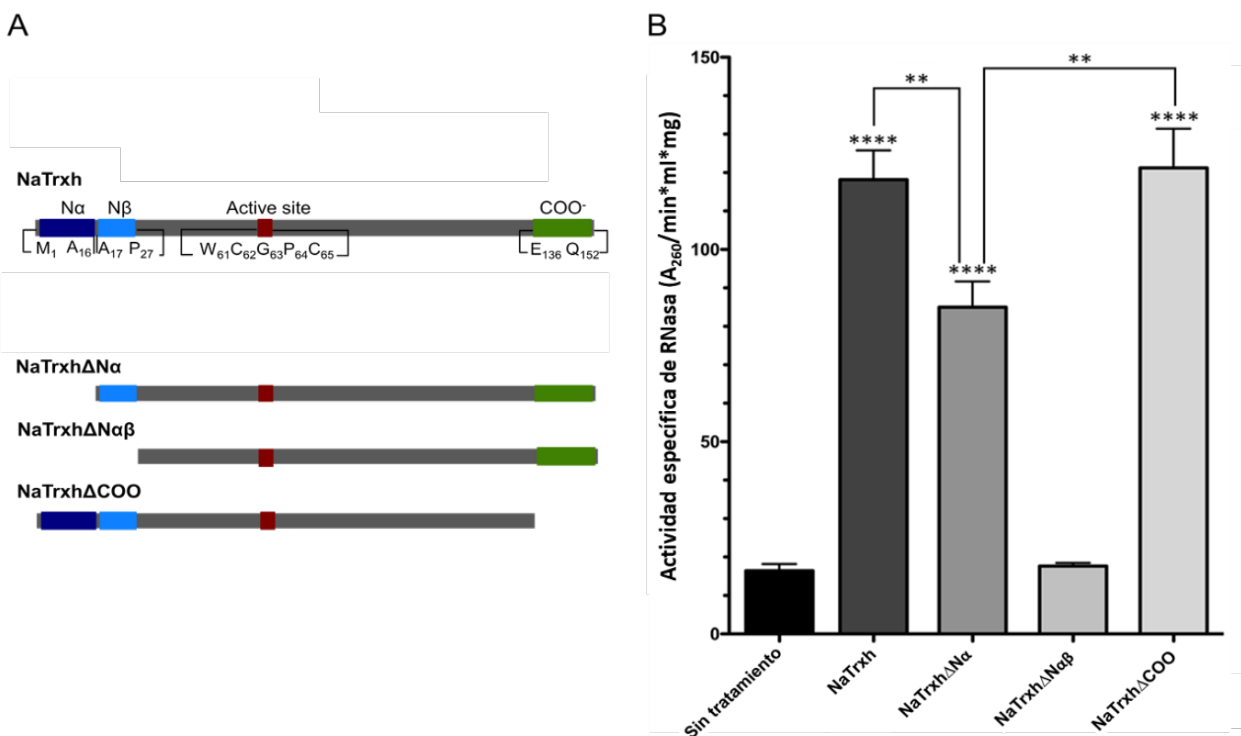 A
NaTrxh
Nα Nβ Active site COO⁻
M₁ A₁₆ A₁₇ P₂₇ W₆₁C₆₂G₆₃P₆₄C₆₅ E₁₃₆ Q₁₅₂
NaTrxhΔNα
NaTrxhΔNαβ
NaTrxhΔCOO
B
Actividad específica de RNasa (A₂₆₀/min*ml*mg)
150
100
50
0
**
**
****
****
****
Sin tratamiento
NaTrxh
NaTrxhΔNα
NaTrxhΔNαβ
NaTrxhΔCOO